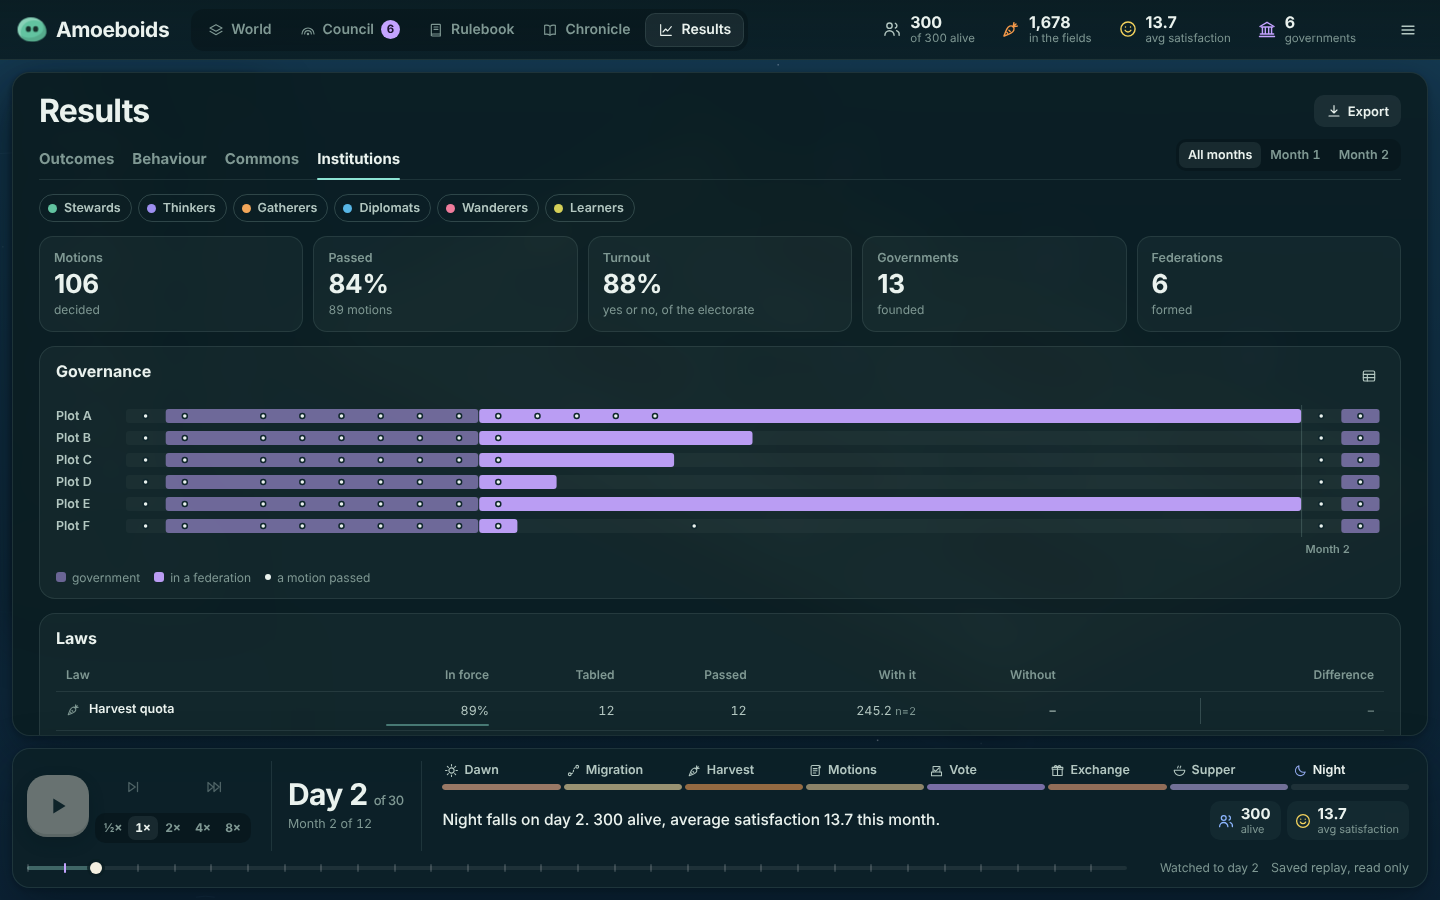 Amoeboids
World
Council 6
Rulebook
Chronicle
Results
300 of 300 alive
1,678 in the fields
13.7 avg satisfaction
6 governments
Results
Export
Outcomes Behaviour Commons Institutions
All months Month 1 Month 2
Stewards Thinkers Gatherers Diplomats Wanderers Learners
Motions
106
decided
Passed
84%
89 motions
Turnout
88%
yes or no, of the electorate
Governments
13
founded
Federations
6
formed
Governance
Plot A
Plot B
Plot C
Plot D
Plot E
Plot F
Month 2
government in a federation a motion passed
Laws
Law In force Tabled Passed With it Without Difference
Harvest quota 89% 12 12 245.2 n=2 – –
½× 1× 2× 4× 8×
Day 2 of 30
Month 2 of 12
Dawn Migration Harvest Motions Vote Exchange Supper Night
Night falls on day 2. 300 alive, average satisfaction 13.7 this month.
300 alive
13.7 avg satisfaction
Watched to day 2 Saved replay, read only